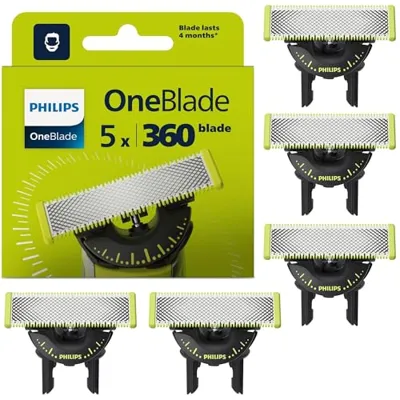 Blade lasts
4 months*
PHILIPS
OneBlade
OneBlade
5 x 360 blade
PHILIPS
PHILIPS
PHILIPS
PHILIPS
PHILIPS